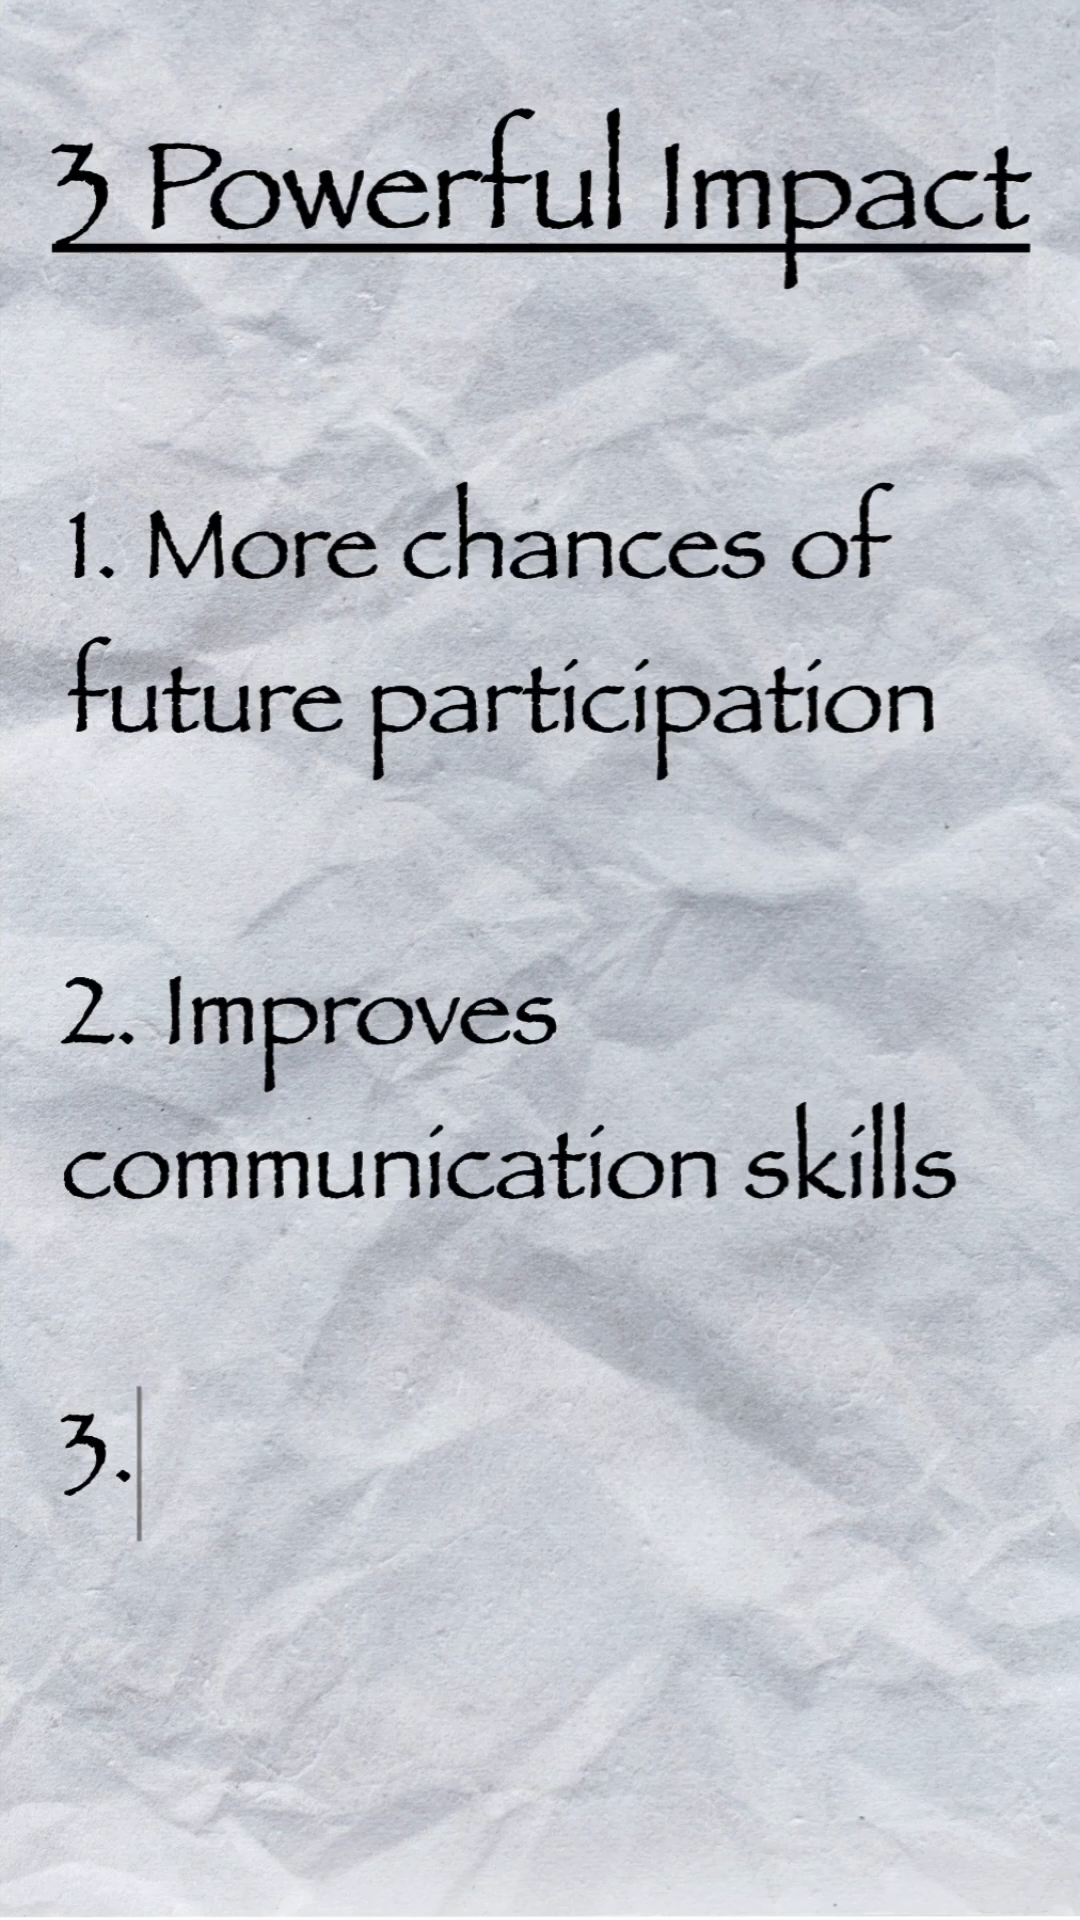 3 Powerful Impact
1. More chances of
future participation
2. Improves
communication skills
3.